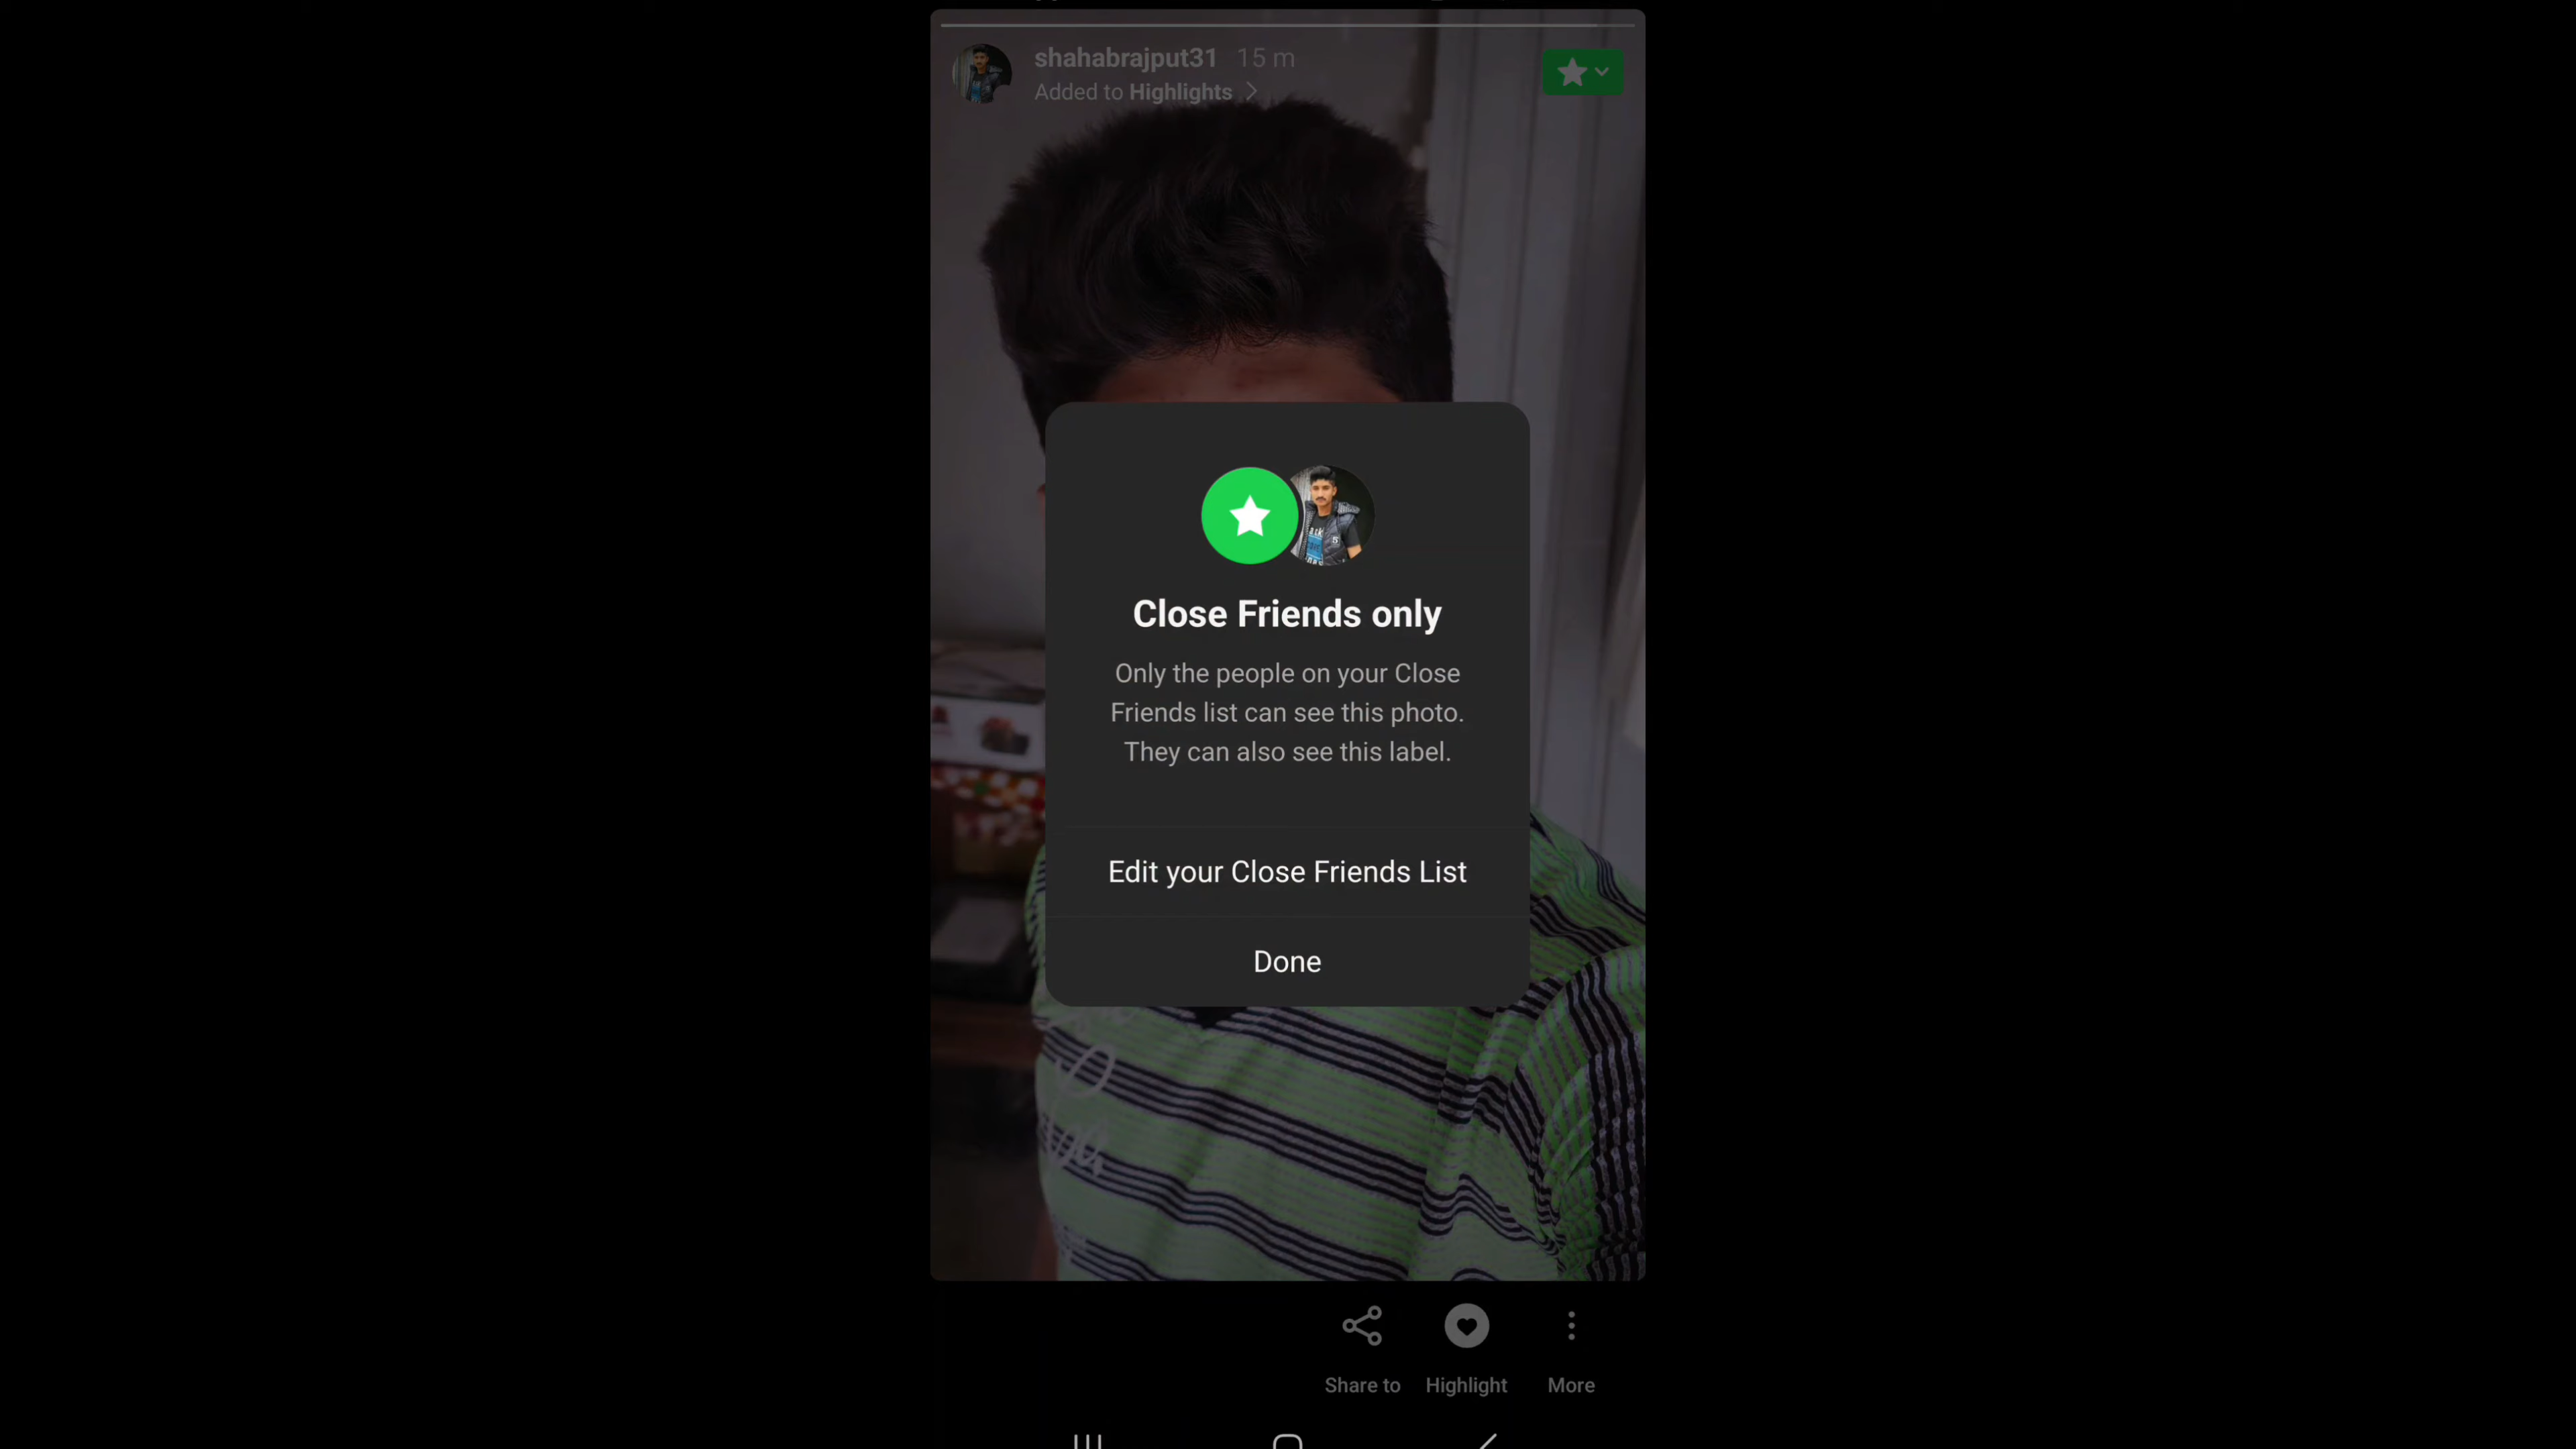 shahabrajput31 15 m
Added to Highlights
Close Friends only
Only the people on your Close
Friends list can see this photo.
They can also see this label.
Edit your Close Friends List
Done
Share to
Highlight
More